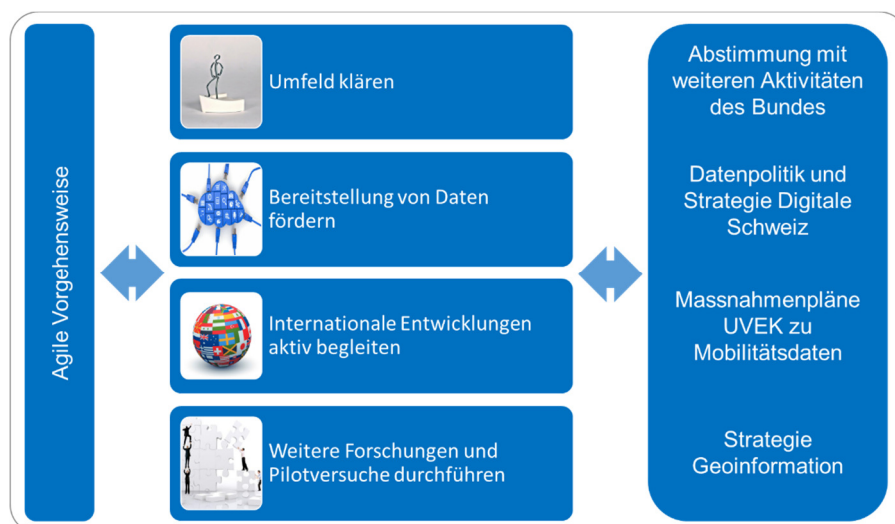 Agile Vorgehensweise
Umfeld klären
Bereitstellung von Daten
fördern
Internationale Entwicklungen
aktiv begleiten
Weitere Forschungen und
Pilotversuche durchführen
Abstimmung mit
weiteren Aktivitäten
des Bundes
Datenpolitik und
Strategie Digitale
Schweiz
Massnahmenpläne
UVEK zu
Mobilitätsdaten
Strategie
Geoinformation